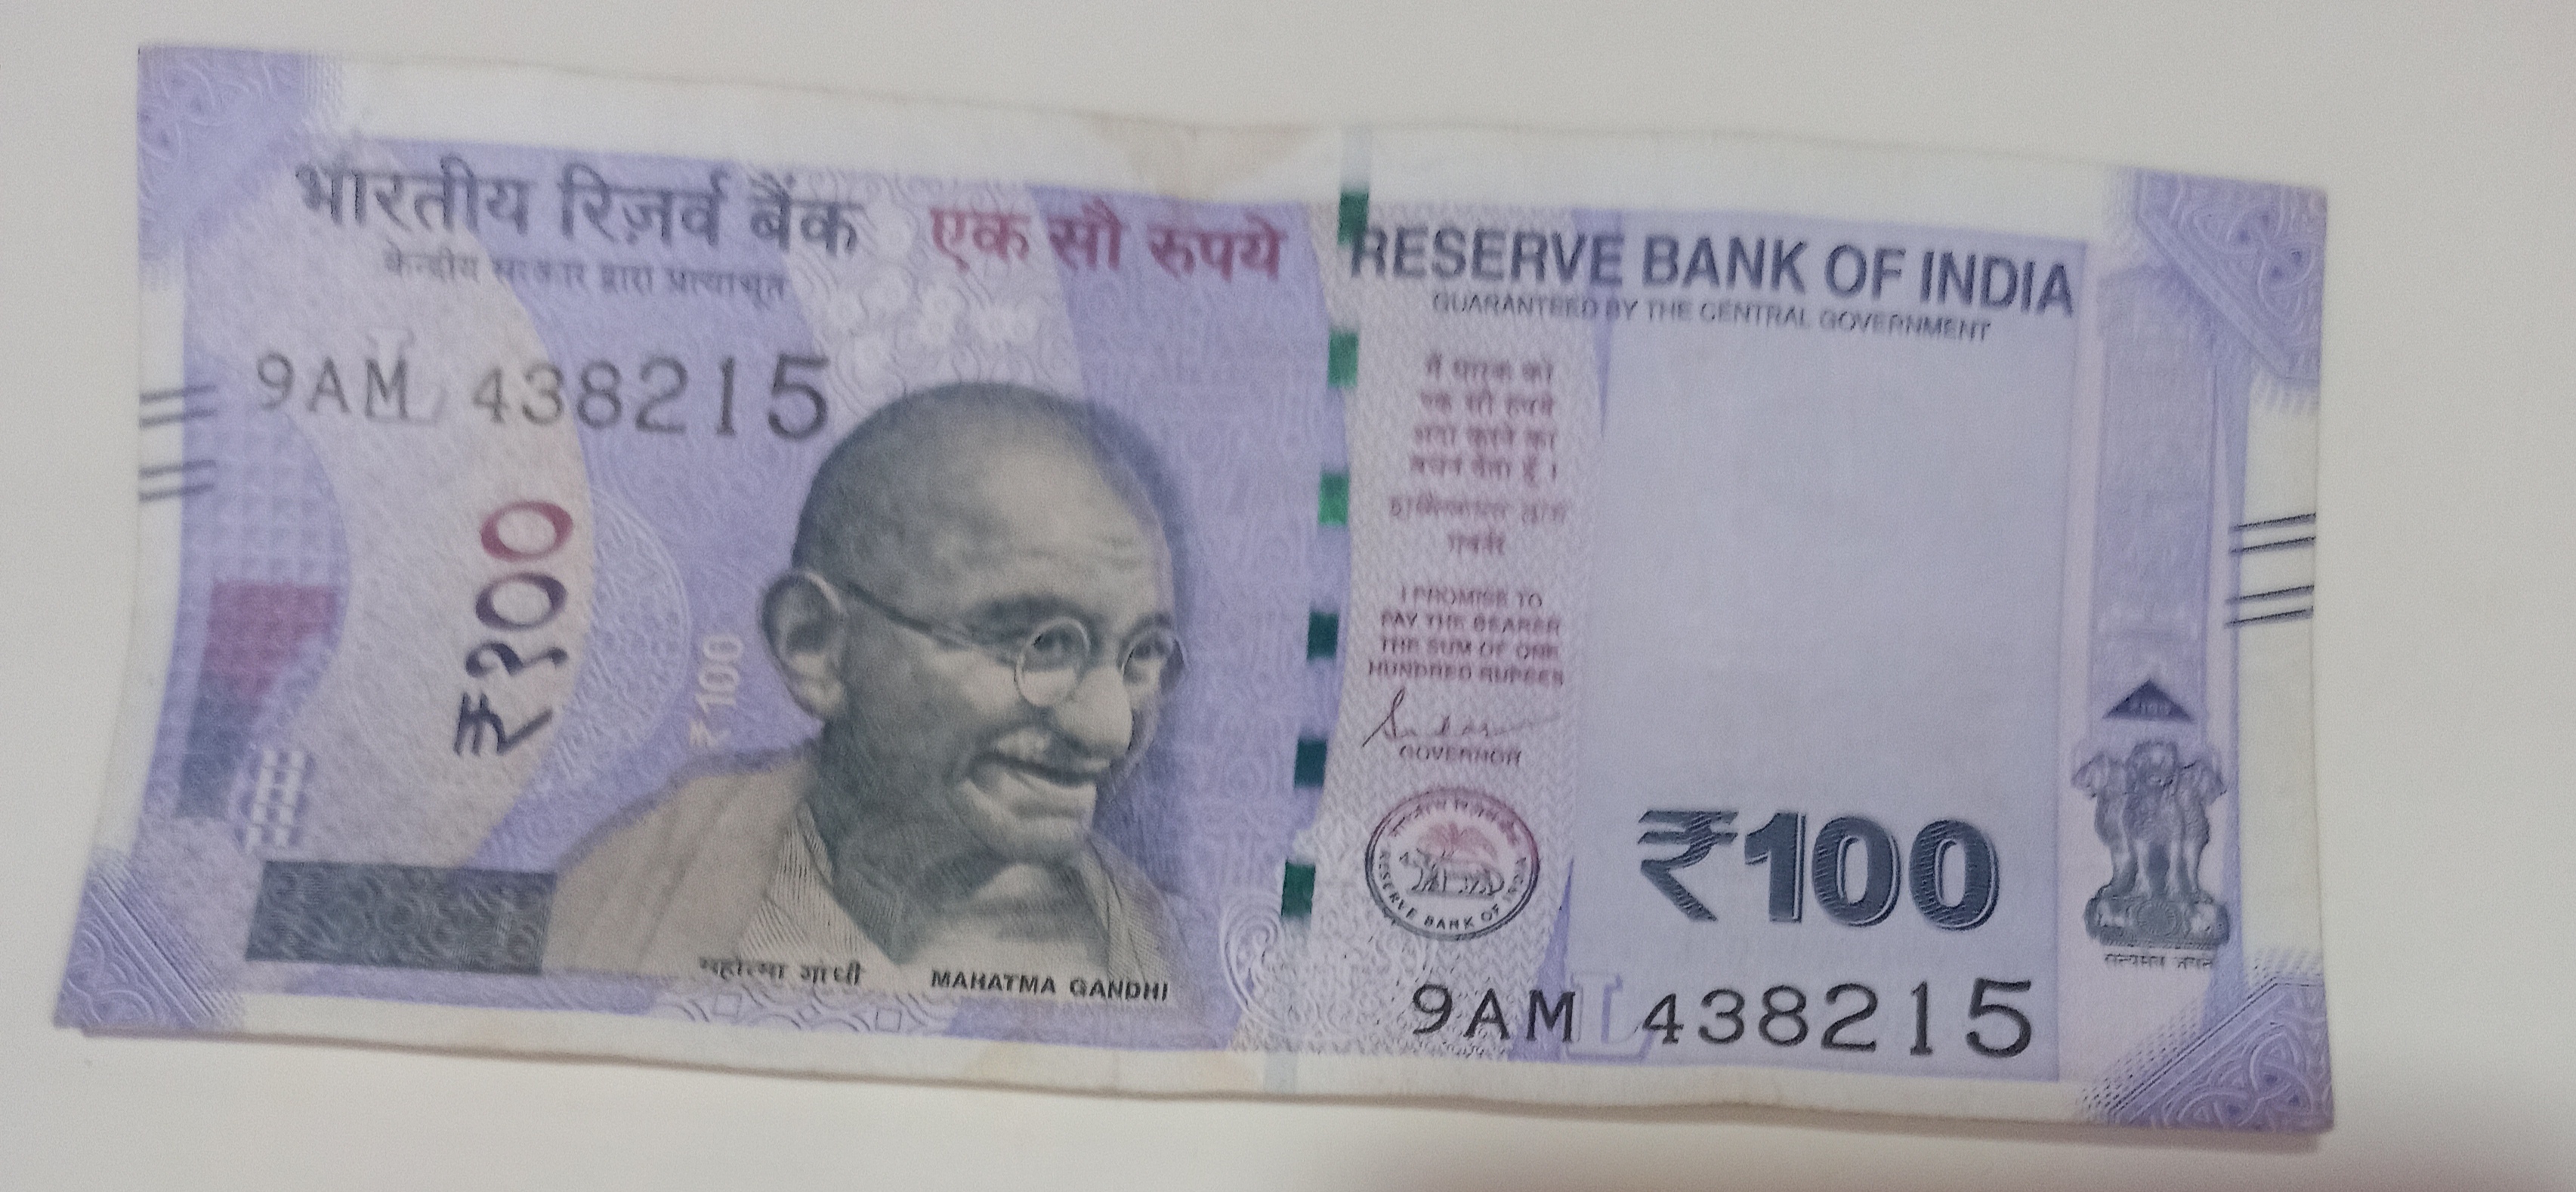 भारतीय रिज़र्व बैंक
केन्द्रीय सरकार द्वारा प्रत्याभूत
एक सौ रुपये
RESERVE BANK OF INDIA
GUARANTEED BY THE CENTRAL GOVERNMENT
9AM 438215
₹१००
₹100
मैं धारक को
एक सौ रुपये
अदा करने का
वचन देता हूँ ।
गवर्नर
I PROMISE TO
PAY THE BEARER
THE SUM OF ONE
HUNDRED RUPEES
GOVERNOR
RESERVE BANK OF INDIA
₹100
महात्मा गांधी
MAHATMA GANDHI
9AM L 438215
सत्यमेव जयते